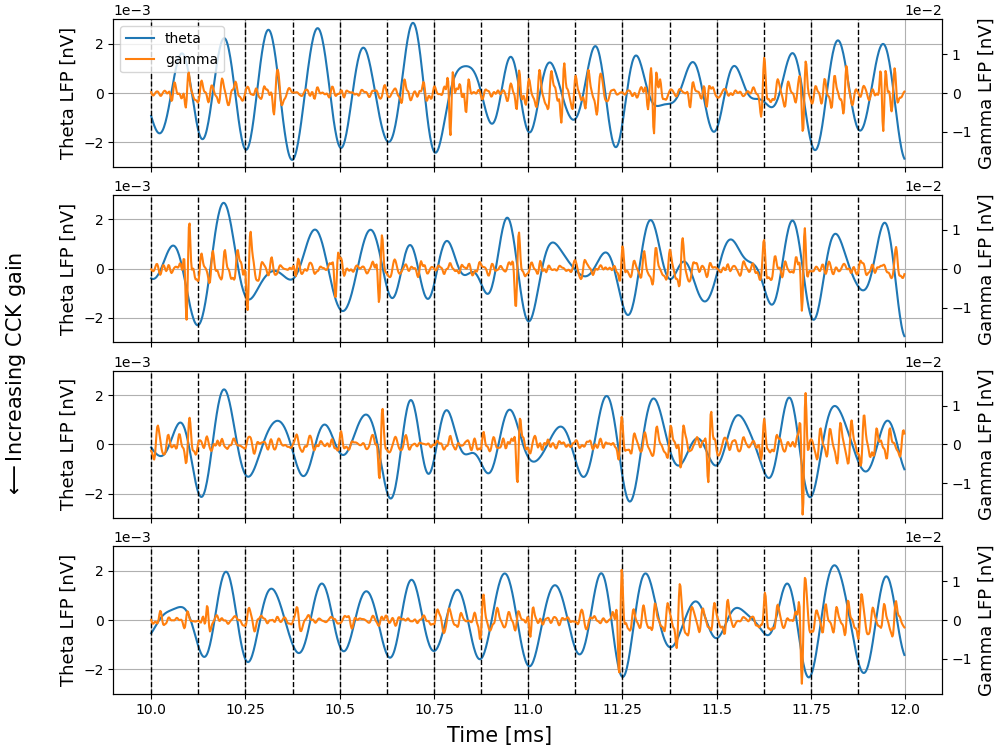 1e−3
1e−2
theta
gamma
Theta LFP [nV]
2
0
−2
Gamma LFP [nV]
1
0
−1
1e−3
1e−2
Theta LFP [nV]
2
0
−2
Gamma LFP [nV]
1
0
−1
⟵ Increasing CCK gain
1e−3
1e−2
Theta LFP [nV]
2
0
−2
Gamma LFP [nV]
1
0
−1
1e−3
1e−2
Theta LFP [nV]
2
0
−2
Gamma LFP [nV]
1
0
−1
10.0 10.25 10.5 10.75 11.0 11.25 11.5 11.75 12.0
Time [ms]